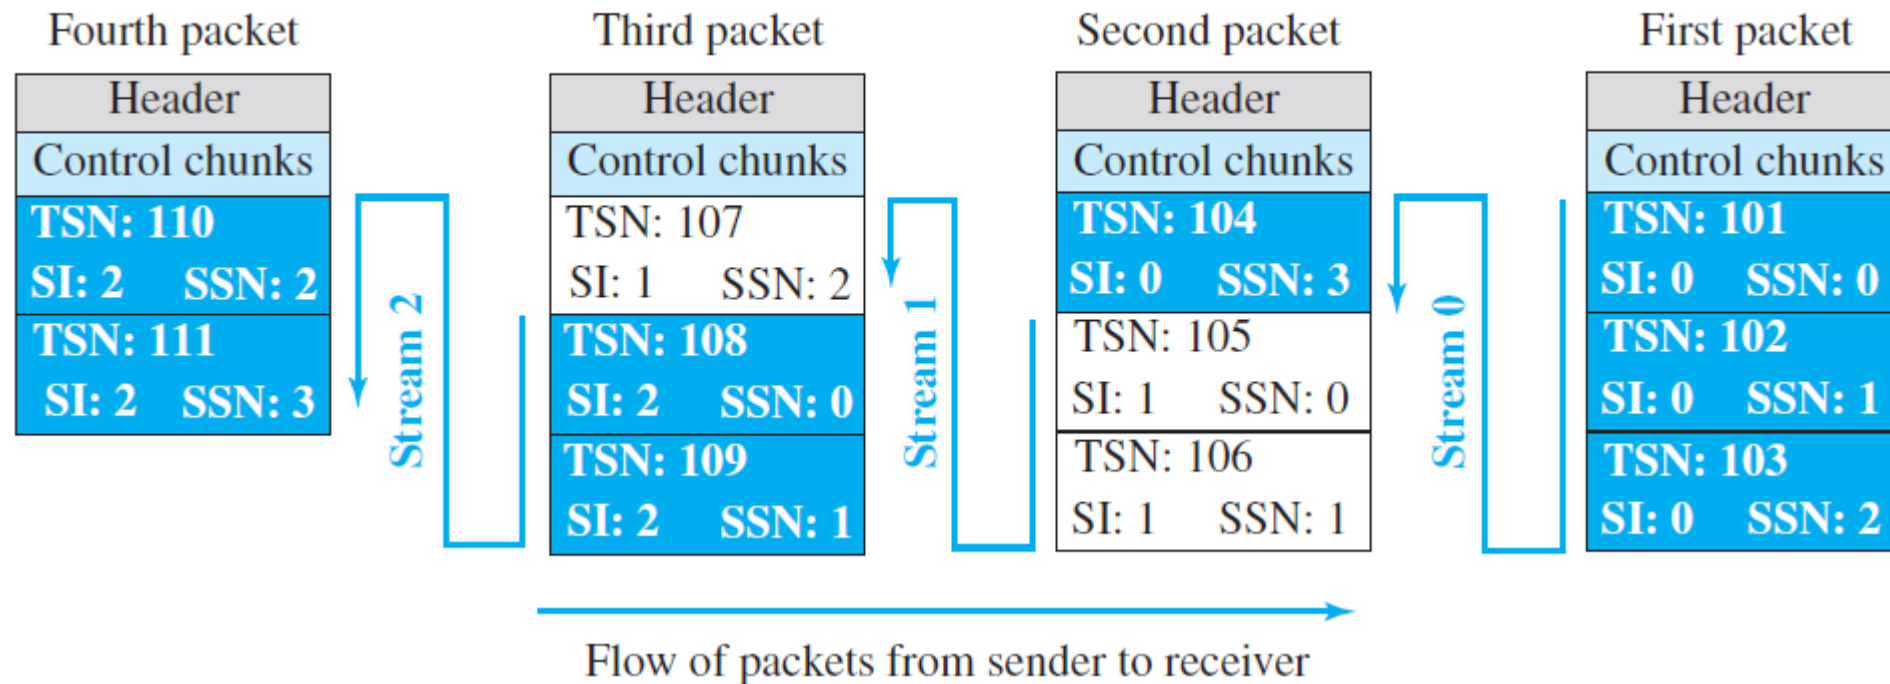 Fourth packet
Header
Control chunks
TSN: 110
SI: 2 SSN: 2
TSN: 111
SI: 2 SSN: 3
Stream 2
Third packet
Header
Control chunks
TSN: 107
SI: 1 SSN: 2
TSN: 108
SI: 2 SSN: 0
TSN: 109
SI: 2 SSN: 1
Stream 1
Second packet
Header
Control chunks
TSN: 104
SI: 0 SSN: 3
TSN: 105
SI: 1 SSN: 0
TSN: 106
SI: 1 SSN: 1
Stream 0
First packet
Header
Control chunks
TSN: 101
SI: 0 SSN: 0
TSN: 102
SI: 0 SSN: 1
TSN: 103
SI: 0 SSN: 2
Flow of packets from sender to receiver